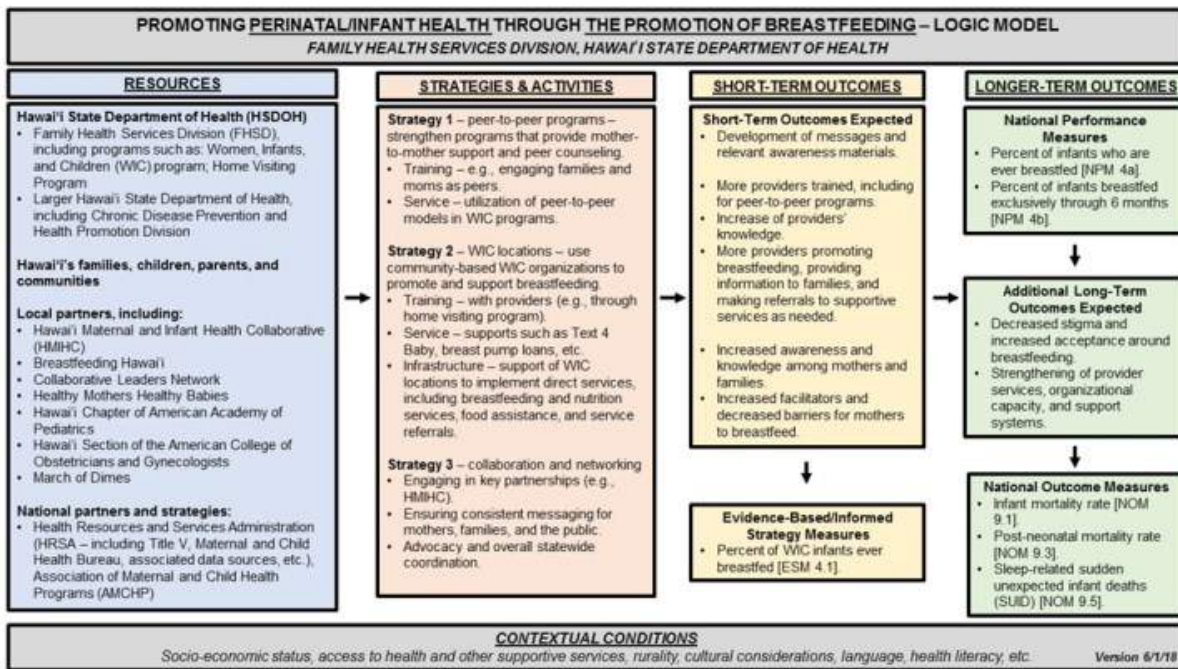 PROMOTING PERINATAL/INFANT HEALTH THROUGH THE PROMOTION OF BREASTFEEDING – LOGIC MODEL
FAMILY HEALTH SERVICES DIVISION, HAWAIʻI STATE DEPARTMENT OF HEALTH
RESOURCES
Hawaiʻi State Department of Health (HSDOH)
• Family Health Services Division (FHSD),
including programs such as: Women, Infants,
and Children (WIC) program; Home Visiting
Program
• Larger Hawaiʻi State Department of Health,
including Chronic Disease Prevention and
Health Promotion Division
Hawaiʻi's families, children, parents, and
communities
Local partners, including:
• Hawaiʻi Maternal and Infant Health Collaborative
(HMIHC)
• Breastfeeding Hawaiʻi
• Collaborative Leaders Network
• Healthy Mothers Healthy Babies
• Hawaiʻi Chapter of American Academy of
Pediatrics
• Hawaiʻi Section of the American College of
Obstetricians and Gynecologists
• March of Dimes
National partners and strategies:
• Health Resources and Services Administration
(HRSA – including Title V, Maternal and Child
Health Bureau, associated data sources, etc.),
Association of Maternal and Child Health
Programs (AMCHP)
STRATEGIES & ACTIVITIES
Strategy 1 – peer-to-peer programs –
strengthen programs that provide mother-
to-mother support and peer counseling.
• Training – e.g., engaging families and
moms as peers.
• Service – utilization of peer-to-peer
models in WIC programs.
Strategy 2 – WIC locations – use
community-based WIC organizations to
promote and support breastfeeding.
• Training – with providers (e.g., through
home visiting program).
• Service – supports such as Text 4
Baby, breast pump loans, etc.
• Infrastructure – support of WIC
locations to implement direct services,
including breastfeeding and nutrition
services, food assistance, and service
referrals.
Strategy 3 – collaboration and networking
• Engaging in key partnerships (e.g.,
HMIHC).
• Ensuring consistent messaging for
mothers, families, and the public.
• Advocacy and overall statewide
coordination.
SHORT-TERM OUTCOMES
Short-Term Outcomes Expected
• Development of messages and
relevant awareness materials.
• More providers trained, including
for peer-to-peer programs.
• Increase of providers'
knowledge.
• More providers promoting
breastfeeding, providing
information to families, and
making referrals to supportive
services as needed.
• Increased awareness and
knowledge among mothers and
families.
• Increased facilitators and
decreased barriers for mothers
to breastfeed.
Evidence-Based/Informed
Strategy Measures
• Percent of WIC infants ever
breastfed [ESM 4.1].
LONGER-TERM OUTCOMES
National Performance
Measures
• Percent of infants who are
ever breastfed [NPM 4a].
• Percent of infants breastfed
exclusively through 6 months
[NPM 4b].
Additional Long-Term
Outcomes Expected
• Decreased stigma and
increased acceptance around
breastfeeding.
• Strengthening of provider
services, organizational
capacity, and support
systems.
National Outcome Measures
• Infant mortality rate [NOM
9.1].
• Post-neonatal mortality rate
[NOM 9.3].
• Sleep-related sudden
unexpected infant deaths
(SUID) [NOM 9.5].
CONTEXTUAL CONDITIONS
Socio-economic status, access to health and other supportive services, rurality, cultural considerations, language, health literacy, etc.
Version 6/1/18